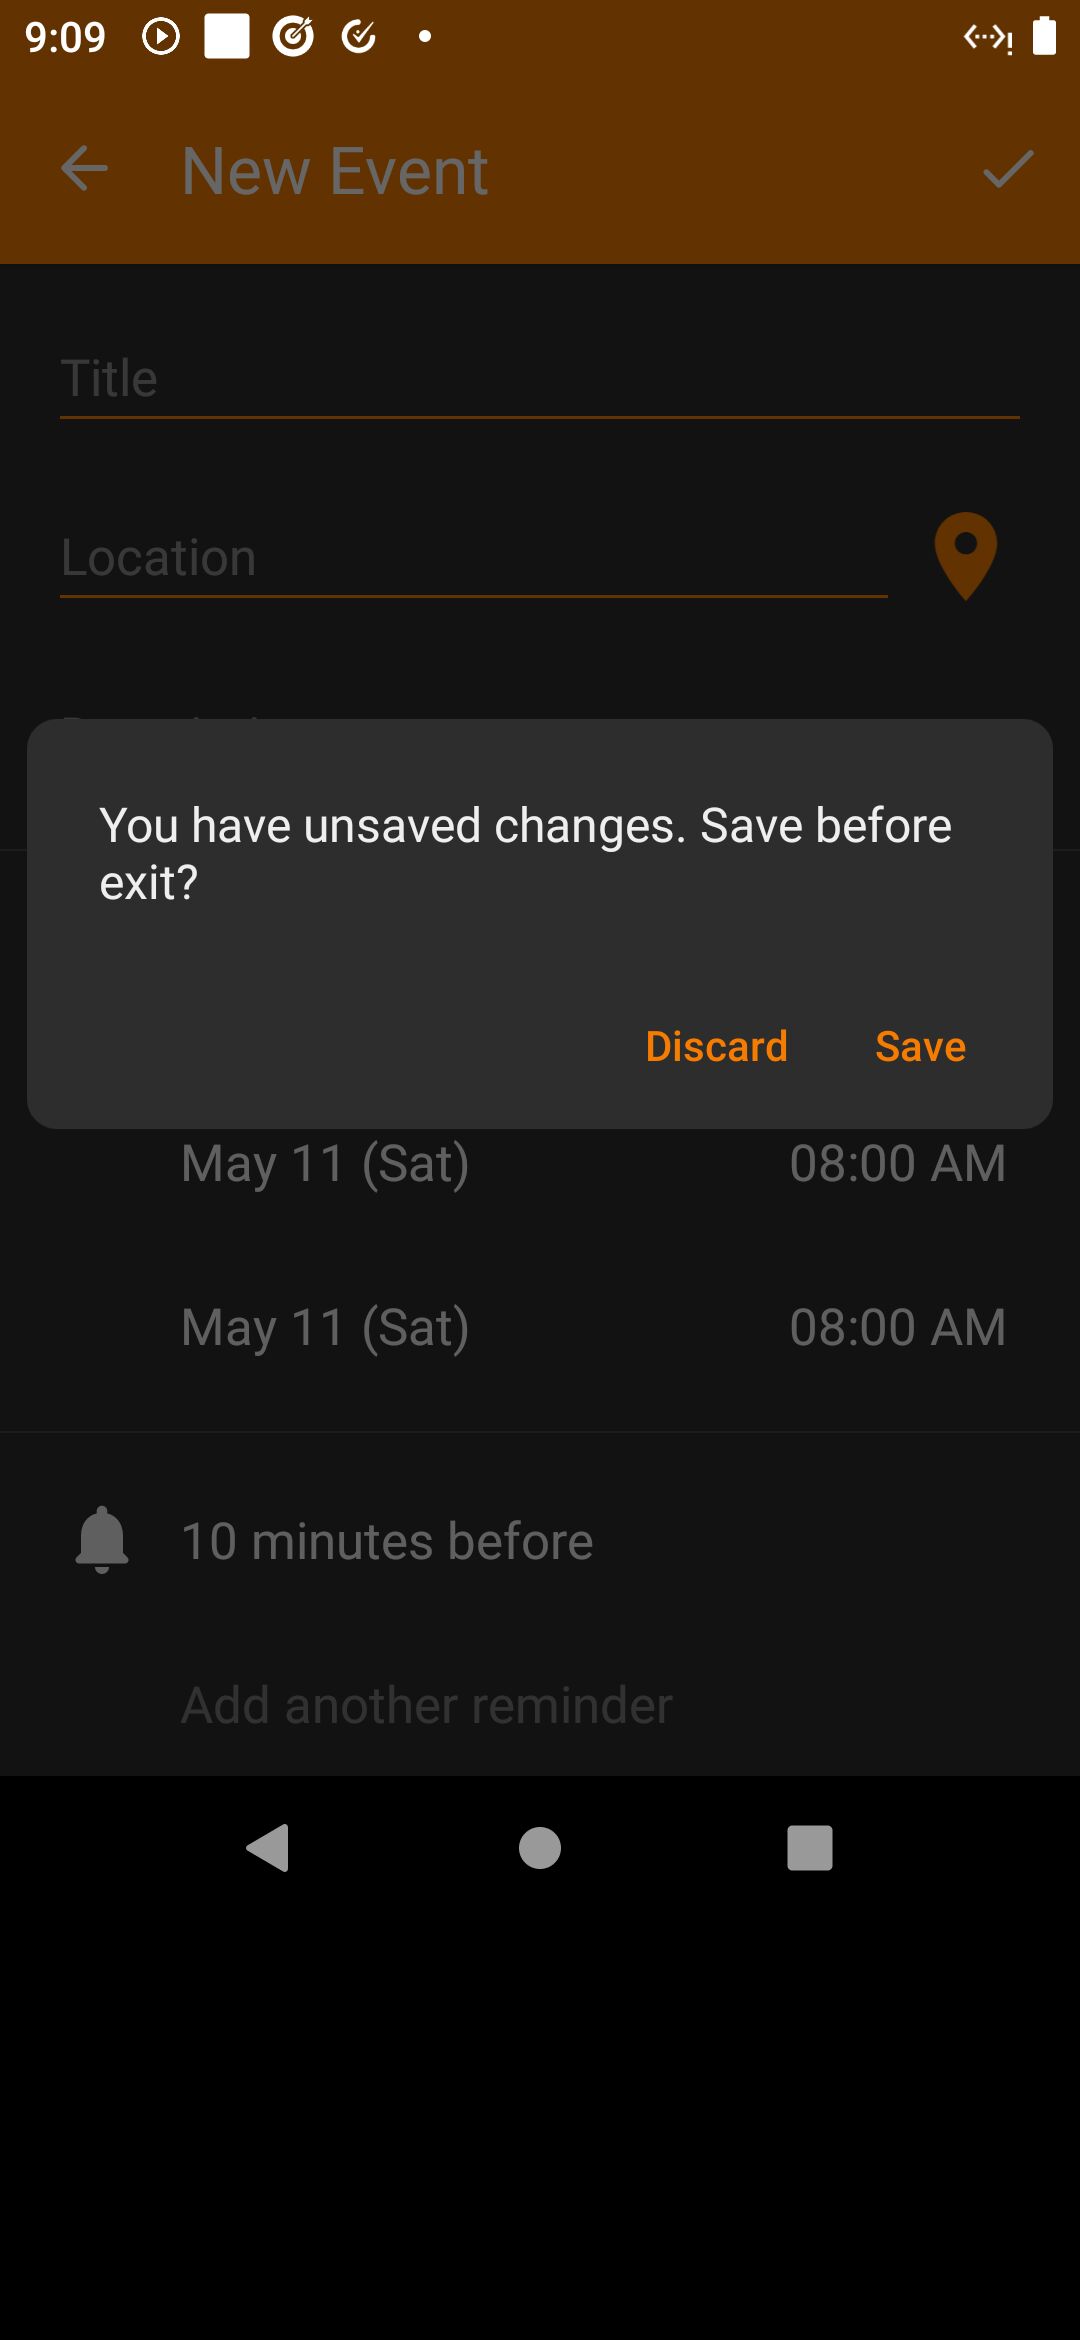 9:09
New Event
Title
Location
You have unsaved changes. Save before
exit?
Discard Save
May 11 (Sat) 08:00 AM
May 11 (Sat) 08:00 AM
10 minutes before
Add another reminder